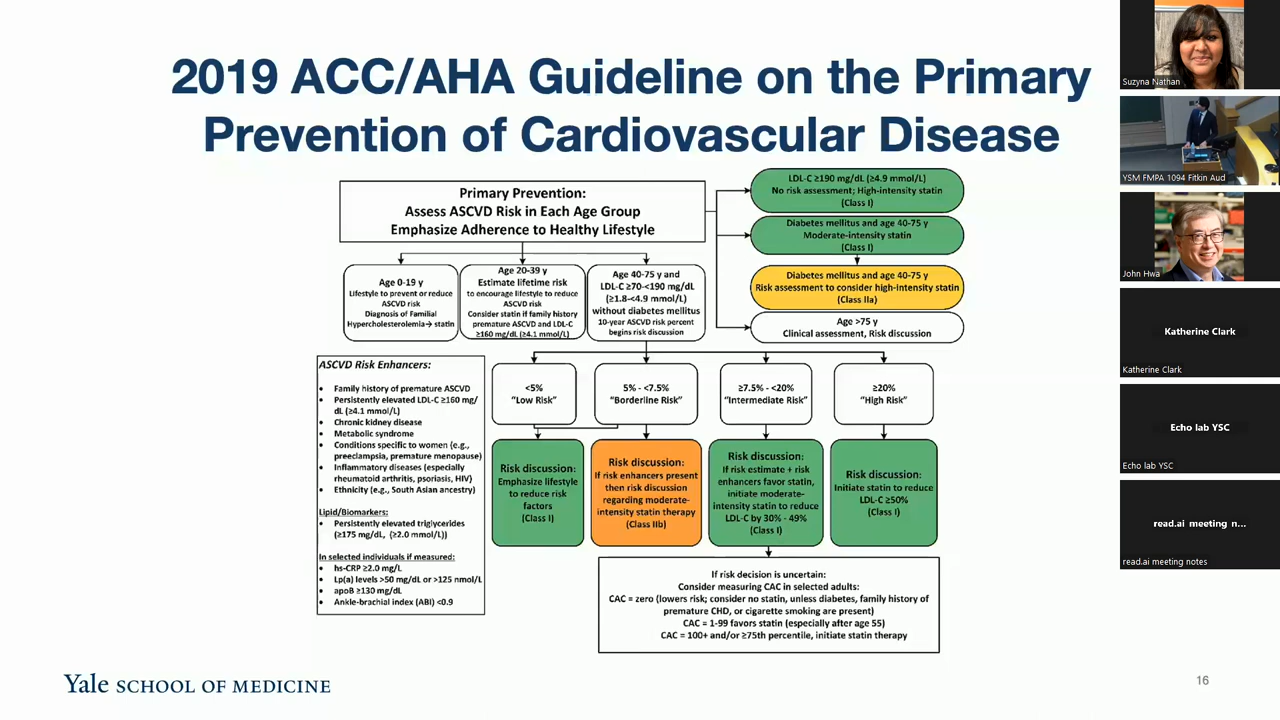 2019 ACC/AHA Guideline on the Primary
Prevention of Cardiovascular Disease
Primary Prevention:
Assess ASCVD Risk in Each Age Group
Emphasize Adherence to Healthy Lifestyle
LDL-C ≥190 mg/dL (≥4.9 mmol/L)
No risk assessment; High-intensity statin
(Class I)
Diabetes mellitus and age 40-75 y
Moderate-intensity statin
(Class I)
Diabetes mellitus and age 40-75 y
Risk assessment to consider high-intensity statin
(Class IIa)
Age >75 y
Clinical assessment, Risk discussion
Age 0-19 y
Lifestyle to prevent or reduce
ASCVD risk
Diagnosis of Familial
Hypercholesterolemia→ statin
Age 20-39 y
Estimate lifetime risk
to encourage lifestyle to reduce
ASCVD risk
Consider statin if family history
premature ASCVD and LDL-C
≥160 mg/dL (≥4.1 mmol/L)
Age 40-75 y and
LDL-C ≥70-<190 mg/dL
(≥1.8-<4.9 mmol/L)
without diabetes mellitus
10-year ASCVD risk percent
begins risk discussion
ASCVD Risk Enhancers:
• Family history of premature ASCVD
• Persistently elevated LDL-C ≥160 mg/
dL (≥4.1 mmol/L)
• Chronic kidney disease
• Metabolic syndrome
• Conditions specific to women (e.g.,
preeclampsia, premature menopause)
• Inflammatory diseases (especially
rheumatoid arthritis, psoriasis, HIV)
• Ethnicity (e.g., South Asian ancestry)
Lipid/Biomarkers:
• Persistently elevated triglycerides
(≥175 mg/dL, (≥2.0 mmol/L))
In selected individuals if measured:
• hs-CRP ≥2.0 mg/L
• Lp(a) levels >50 mg/dL or >125 nmol/L
• apoB ≥130 mg/dL
• Ankle-brachial index (ABI) <0.9
<5%
"Low Risk"
5% - <7.5%
"Borderline Risk"
≥7.5% - <20%
"Intermediate Risk"
≥20%
"High Risk"
Risk discussion:
Emphasize lifestyle
to reduce risk
factors
(Class I)
Risk discussion:
If risk enhancers present
then risk discussion
regarding moderate-
intensity statin therapy
(Class IIb)
Risk discussion:
If risk estimate + risk
enhancers favor statin,
initiate moderate-
intensity statin to reduce
LDL-C by 30% - 49%
(Class I)
Risk discussion:
Initiate statin to reduce
LDL-C ≥50%
(Class I)
If risk decision is uncertain:
Consider measuring CAC in selected adults:
CAC = zero (lowers risk; consider no statin, unless diabetes, family history of
premature CHD, or cigarette smoking are present)
CAC = 1-99 favors statin (especially after age 55)
CAC = 100+ and/or ≥75th percentile, initiate statin therapy
Yale SCHOOL OF MEDICINE
16
Suzyna Nathan
YSM FMPA 1094 Fitkin Aud
John Hwa
Katherine Clark
Katherine Clark
Echo lab YSC
Echo lab YSC
read.ai meeting n...
read.ai meeting notes